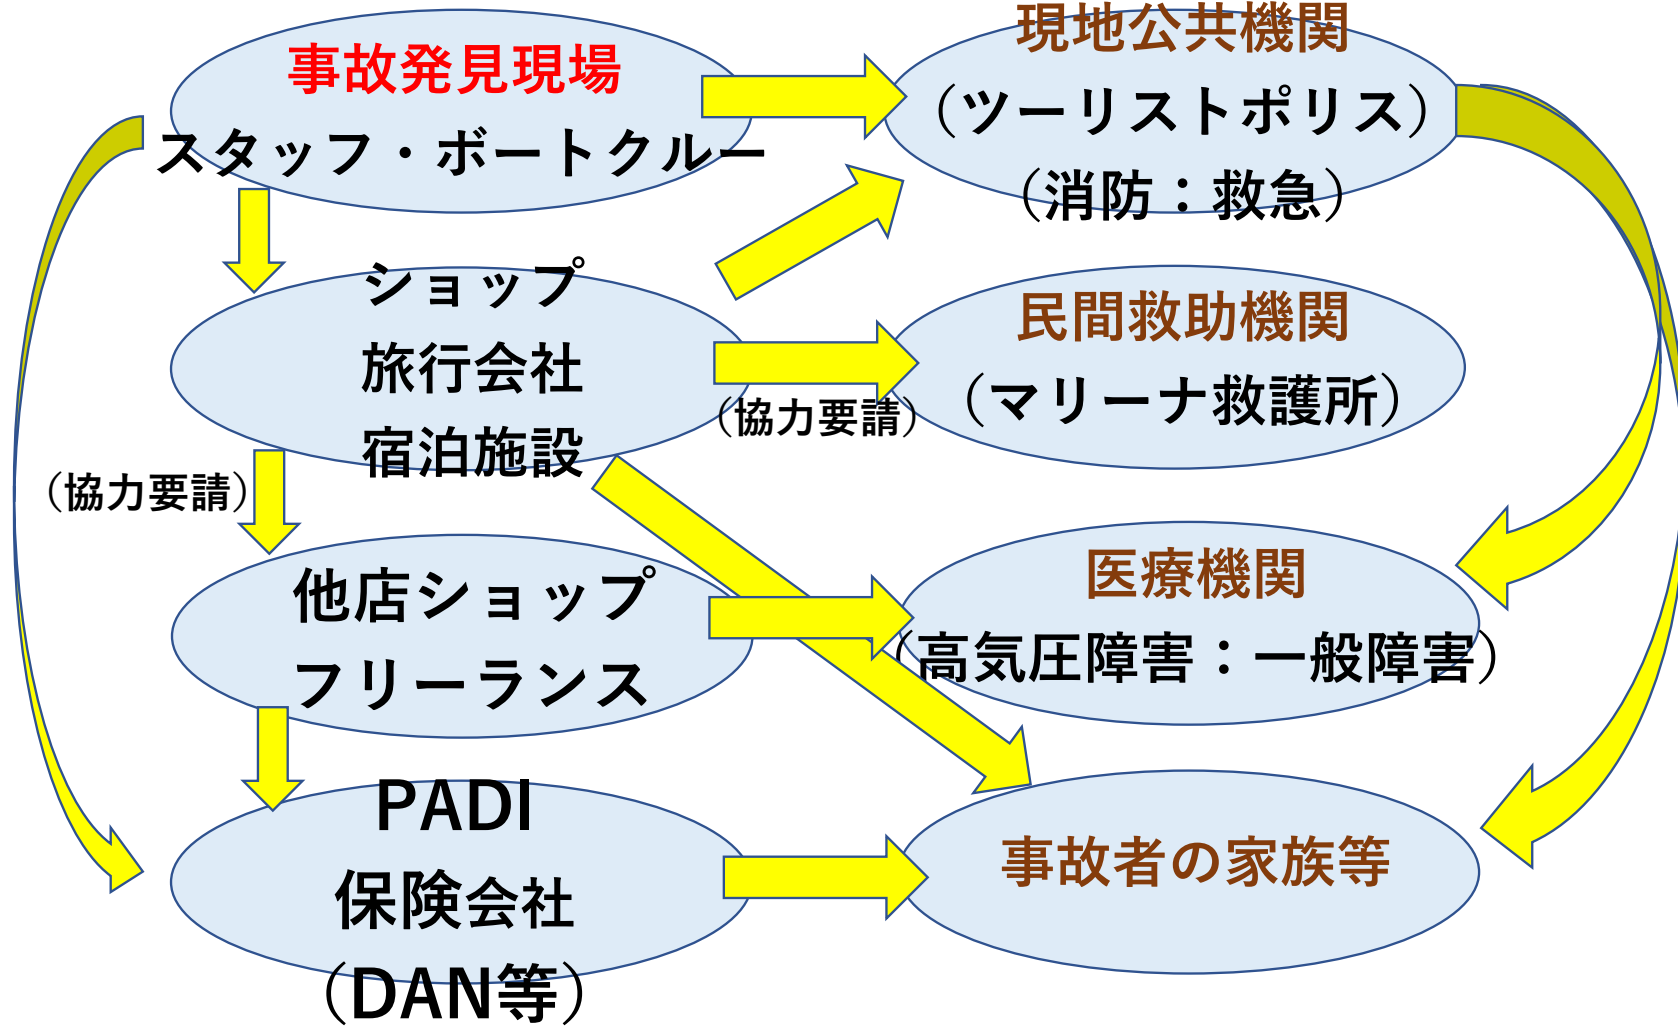 事故発見現場
スタッフ・ボートクルー
現地公共機関
（ツーリストポリス）
（消防：救急）
ショップ
旅行会社
宿泊施設
民間救助機関
（マリーナ救護所）
（協力要請）
（協力要請）
他店ショップ
フリーランス
医療機関
（高気圧障害：一般障害）
PADI
保険会社
（DAN等）
事故者の家族等